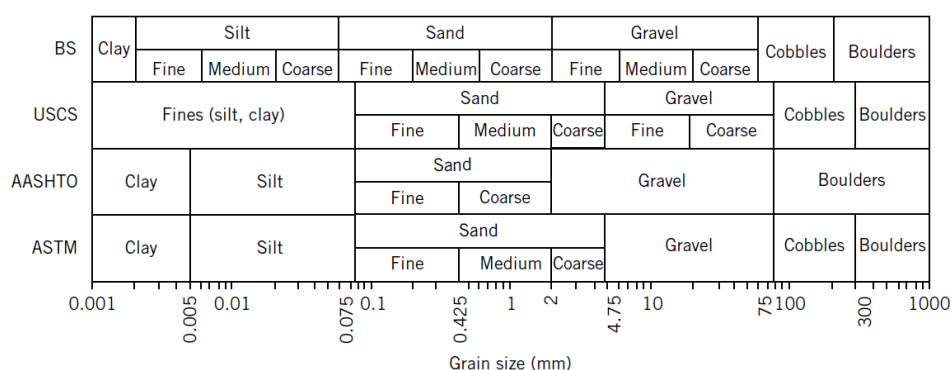 BS Clay Silt Sand Gravel Cobbles Boulders
Fine Medium Coarse Fine Medium Coarse Fine Medium Coarse
USCS Fines (silt, clay) Sand Gravel Cobbles Boulders
Fine Medium Coarse Fine Coarse
AASHTO Clay Silt Sand Gravel Boulders
Fine Coarse
ASTM Clay Silt Sand Gravel Cobbles Boulders
Fine Medium Coarse
0.001 0.005 0.01 0.075 0.1 0.425 1 2 4.75 10 75 100 300 1000
Grain size (mm)